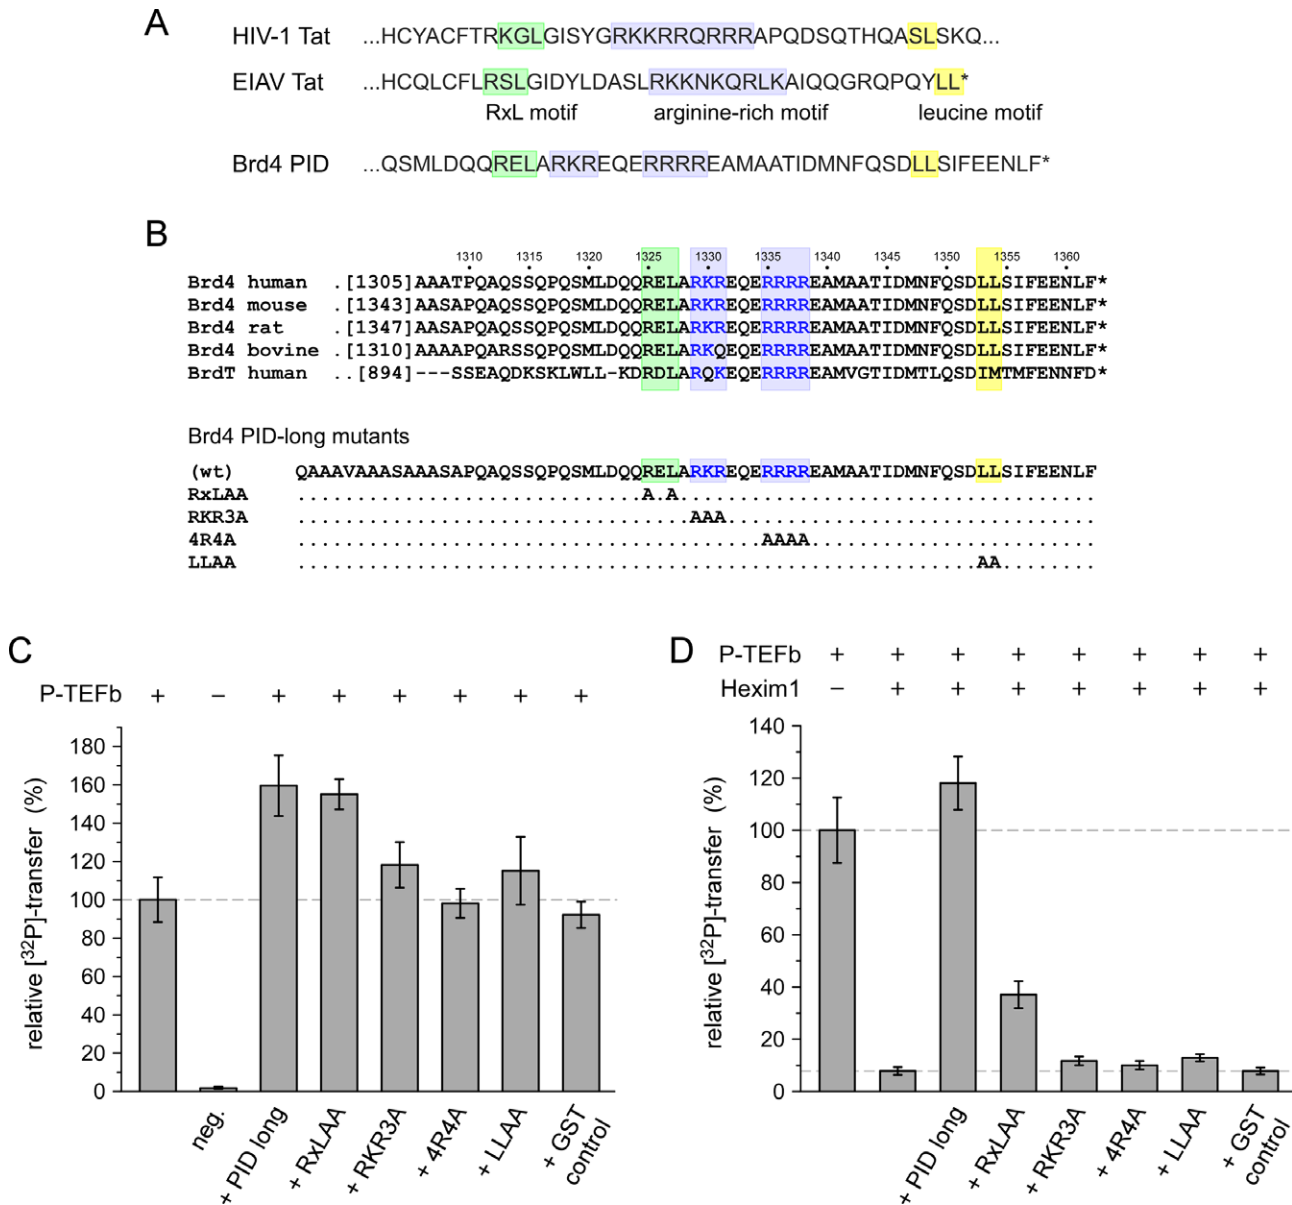 A
HIV-1 Tat ...HCYACFTRKGLGISYGRKKRRQRRRAPQDSQTHQASLSKQ...
EIAV Tat ...HCQLCFLRSLGIDYLDASLRKKNKQRLKAIQQGRQPQYLL*
RxL motif arginine-rich motif leucine motif
Brd4 PID ...QSMLDQQRELARKREQERRRREAMAATIDMNFQSDLLSIFEENLF*
B
1310 1315 1320 1325 1330 1335 1340 1345 1350 1355 1360
Brd4 human .[1305]AAATPQAQSSQPQSMLDQQRELARKREQERRRREAMAATIDMNFQSDLLSIFEENLF*
Brd4 mouse .[1343]AASAPQAQSSQPQSMLDQQRELARKREQERRRREAMAATIDMNFQSDLLSIFEENLF*
Brd4 rat .[1347]AASAPQAQSSQPQSMLDQQRELARKREQERRRREAMAATIDMNFQSDLLSIFEENLF*
Brd4 bovine .[1310]AAAAPQARSSQPQSMLDQQRELARKQEQERRRREAMAATIDMNFQSDLLSIFEENLF*
BrdT human ..[894]---SSEAQDKSKLWLL-KDRDLARQKEQERRRREAMVGTIDMTLQSDIMTMFENNFD*
Brd4 PID-long mutants
(wt) QAAAVAAASAAASAPQAQSSQPQSMLDQQRELARKREQERRRREAMAATIDMNFQSDLLSIFEENLF
RxLAA .............................A.A...................................
RKR3A .................................AAA...............................
4R4A .......................................AAAA........................
LLAA .........................................................AA........
C
P-TEFb + – + + + + + +
relative [32P]-transfer (%)
180
160
140
120
100
80
60
40
20
0
neg.
+ PID long
+ RxLAA
+ RKR3A
+ 4R4A
+ LLAA
+ GST control
D
P-TEFb + + + + + + + +
Hexim1 – + + + + + + +
relative [32P]-transfer (%)
140
120
100
80
60
40
20
0
+ PID long
+ RxLAA
+ RKR3A
+ 4R4A
+ LLAA
+ GST control